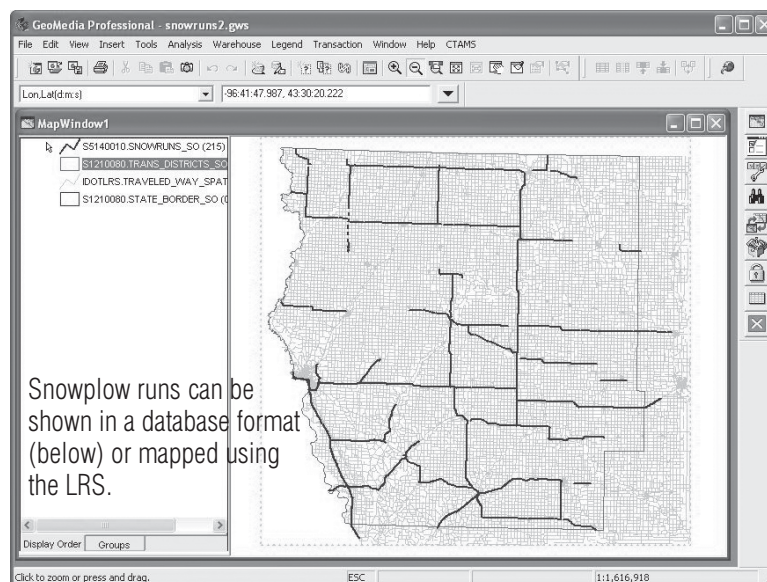 GeoMedia Professional - snowruns2.gws
File Edit View Insert Tools Analysis Warehouse Legend Transaction Window Help CTAMS
Lon,Lat(d:m:s)
-96:41:47.987, 43:30:20.222
MapWindow1
S5140010.SNOWRUNS_SO (215)
S1210080.TRANS_DISTRICTS_SO
IDOTLRS.TRAVELED_WAY_SPAT
S1210080.STATE_BORDER_SO (
Snowplow runs can be
shown in a database format
(below) or mapped using
the LRS.
Display Order Groups
Click to zoom or press and drag.
ESC
1:1,616,918